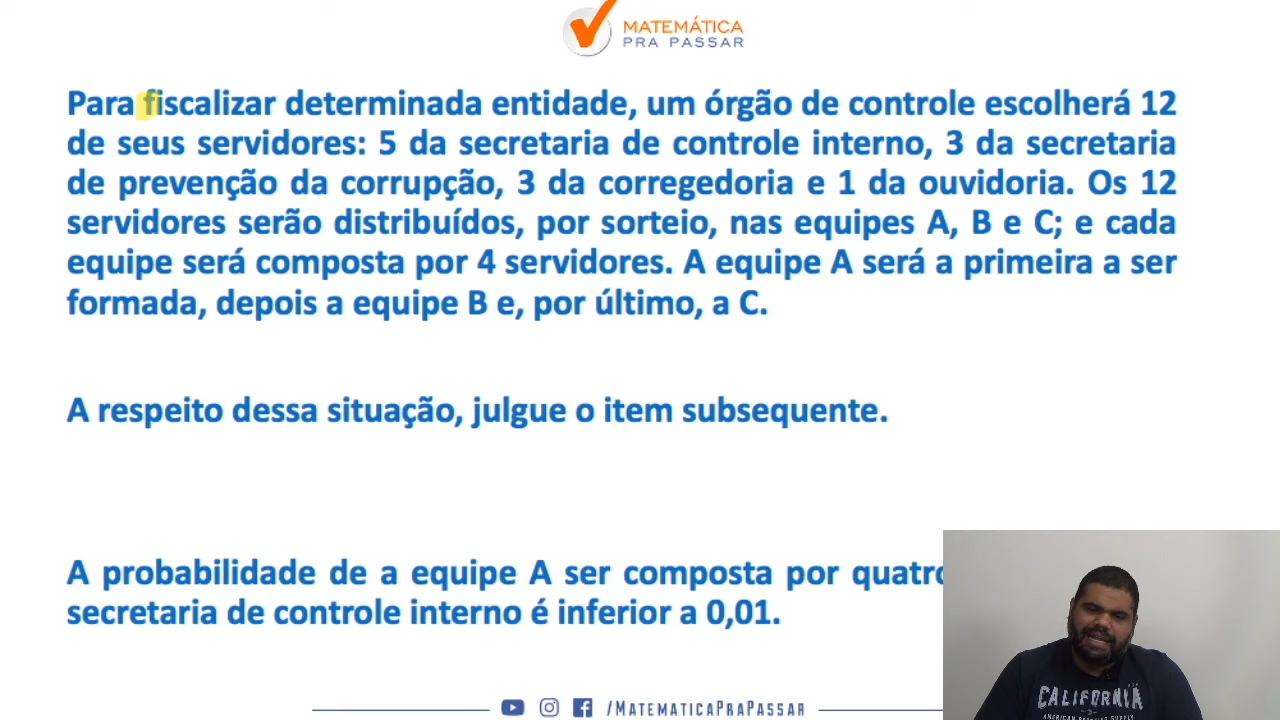 MATEMÁTICA
PRA PASSAR
Para fiscalizar determinada entidade, um órgão de controle escolherá 12
de seus servidores: 5 da secretaria de controle interno, 3 da secretaria
de prevenção da corrupção, 3 da corregedoria e 1 da ouvidoria. Os 12
servidores serão distribuídos, por sorteio, nas equipes A, B e C; e cada
equipe será composta por 4 servidores. A equipe A será a primeira a ser
formada, depois a equipe B e, por último, a C.
A respeito dessa situação, julgue o item subsequente.
A probabilidade de a equipe A ser composta por
secretaria de controle interno é inferior a 0,01.
CALIFORNIA
/MATEMATICAPRAPASSAR